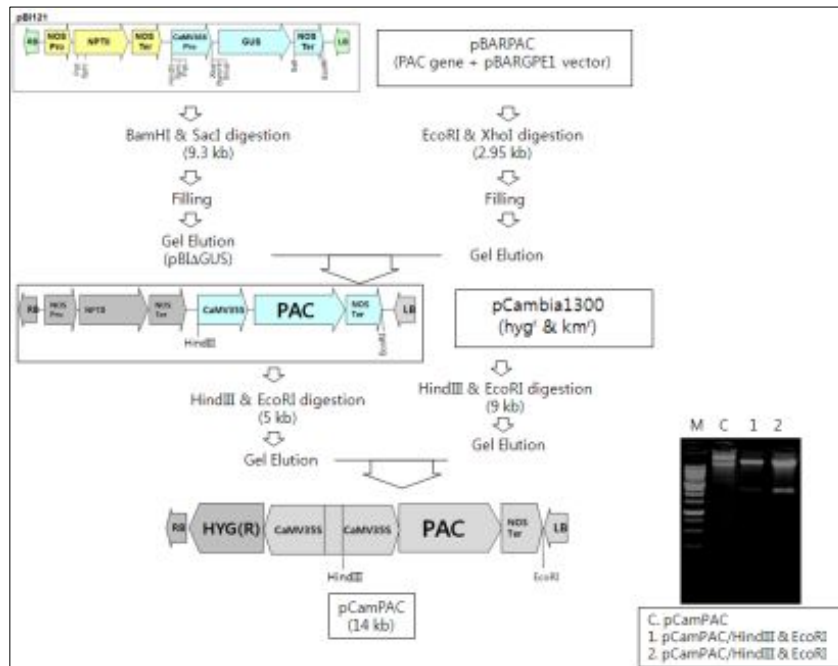 pBI121
RB
NOS Pro
NPTⅡ
NOS Ter
CaMV35S Pro
GUS
NOS Ter
LB
pBARPAC
(PAC gene + pBARGPE1 vector)
BamHI & SacI digestion
(9.3 kb)
EcoRI & XhoI digestion
(2.95 kb)
Filling
Filling
Gel Elution
(pBIΔGUS)
Gel Elution
RB
NOS Pro
NPTⅡ
NOS Ter
CaMV35S
PAC
NOS Ter
LB
HindⅢ
EcoRI
pCambia1300
(hygʳ & kmʳ)
HindⅢ & EcoRI digestion
(5 kb)
HindⅢ & EcoRI digestion
(9 kb)
Gel Elution
Gel Elution
RB
HYG(R)
CaMV35S
CaMV35S
PAC
NOS Ter
LB
HindⅢ
EcoRI
pCamPAC
(14 kb)
M C 1 2
C. pCamPAC
1. pCamPAC/HindⅢ & EcoRI
2. pCamPAC/HindⅢ & EcoRI